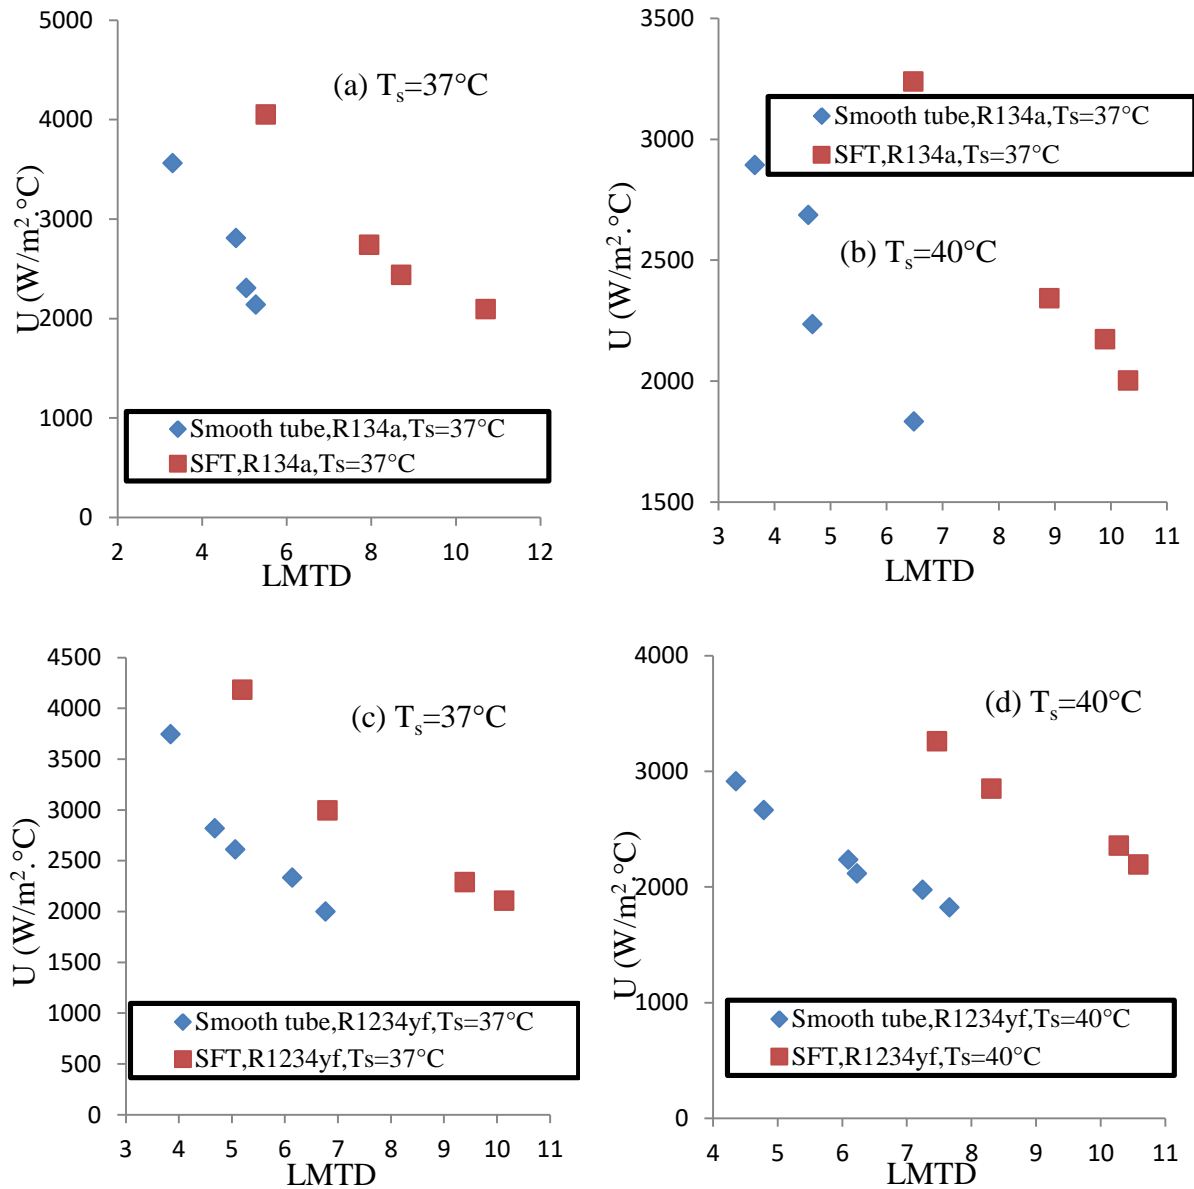 (a) Tₛ=37°C
U (W/m².°C)
5000
4000
3000
2000
1000
0
Smooth tube,R134a,Ts=37°C
SFT,R134a,Ts=37°C
2 4 6 8 10 12
LMTD
(b) Tₛ=40°C
U (W/m².°C)
3500
3000
2500
2000
1500
Smooth tube,R134a,Ts=37°C
SFT,R134a,Ts=37°C
3 4 5 6 7 8 9 10 11
LMTD
(c) Tₛ=37°C
U (W/m².°C)
4500
4000
3500
3000
2500
2000
1500
1000
500
0
Smooth tube,R1234yf,Ts=37°C
SFT,R1234yf,Ts=37°C
3 4 5 6 7 8 9 10 11
LMTD
(d) Tₛ=40°C
U (W/m².°C)
4000
3000
2000
1000
0
Smooth tube,R1234yf,Ts=40°C
SFT,R1234yf,Ts=40°C
4 5 6 7 8 9 10 11
LMTD